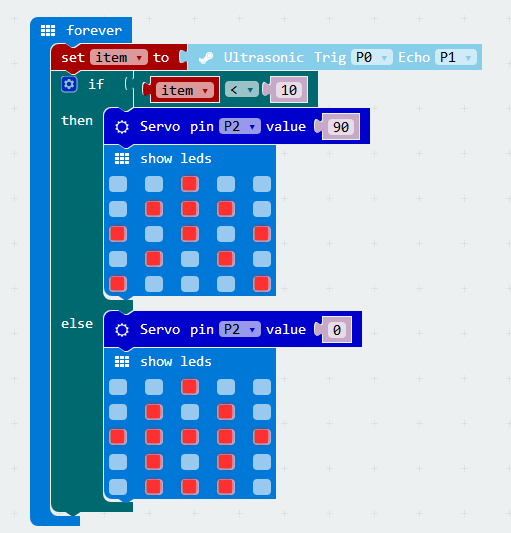 forever
set item to Ultrasonic Trig P0 Echo P1
if item < 10
then Servo pin P2 value 90
show leds
else Servo pin P2 value 0
show leds